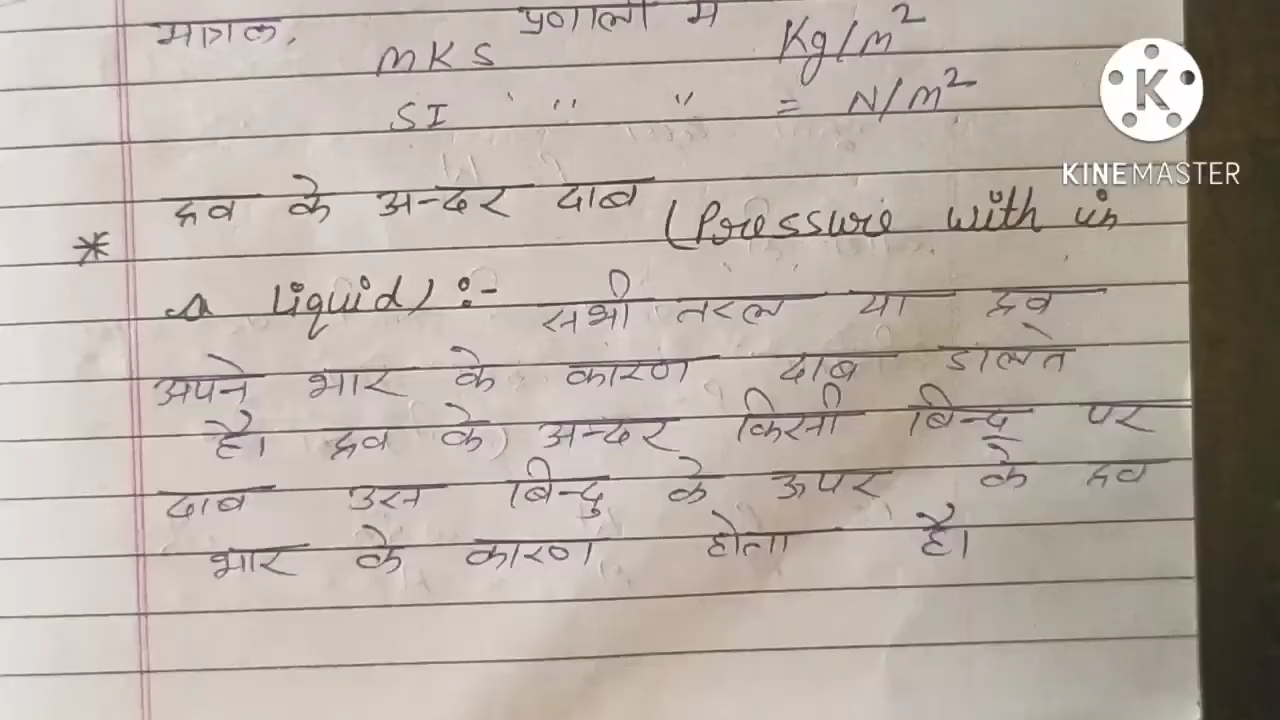 मात्रक, प्रणाली में
MKS Kg/m²
SI " " = N/m²
* द्रव के अन्दर दाब (Pressure with in
a liquid) :- सभी तरल या द्रव
अपने भार के कारण दाब डालते
है। द्रव के अन्दर किसी बिन्दु पर
दाब उस बिन्दु के ऊपर के द्रव
भार के कारण होता है।
KINEMASTER